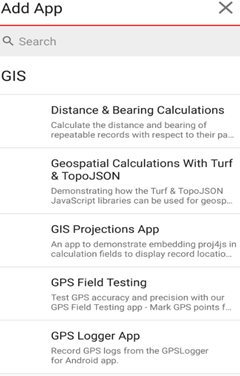 Add App
Search
GIS
Distance & Bearing Calculations
Calculate the distance and bearing of
repeatable records with respect to their pa...
Geospatial Calculations With Turf
& TopoJSON
Demonstrating how the Turf & TopoJSON
JavaScript libraries can be used for geosp...
GIS Projections App
An app to demonstrate embedding proj4js in
calculation fields to display record locatio...
GPS Field Testing
Test GPS accuracy and precision with our
GPS Field Testing app - Mark GPS points f...
GPS Logger App
Record GPS logs from the GPSLogger
for Android app.